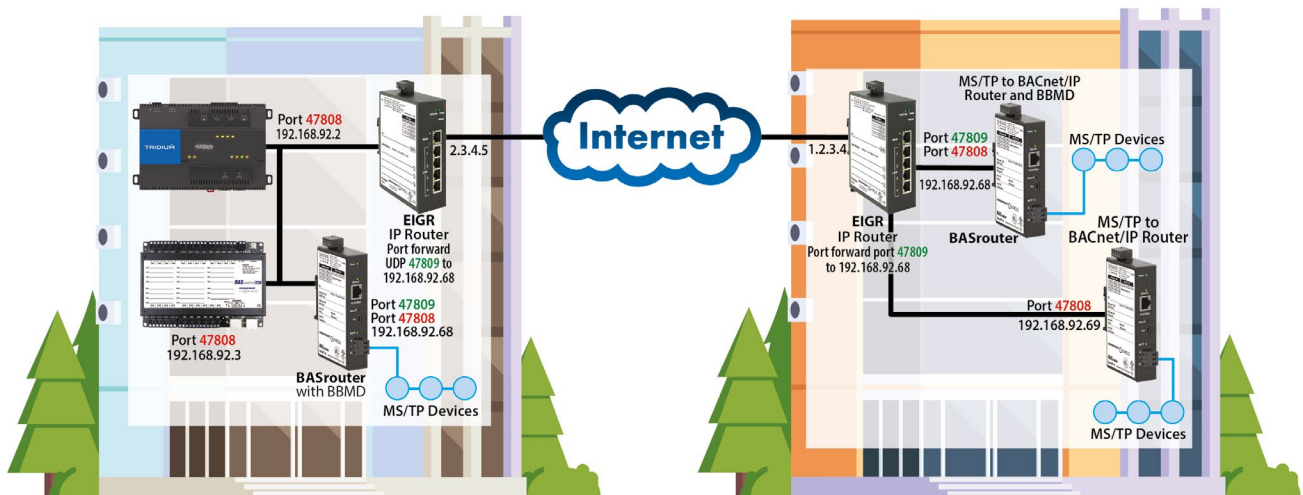 Port 47808
192.168.92.2
TRIDIUM
2.3.4.5
EIGR
IP Router
Port forward
UDP 47809 to
192.168.92.68
Port 47808
192.168.92.3
Port 47809
Port 47808
192.168.92.68
BASrouter
with BBMD
MS/TP Devices
Internet
1.2.3.4.
EIGR
IP Router
Port forward port 47809
to 192.168.92.68
MS/TP to BACnet/IP
Router and BBMD
Port 47809
Port 47808
192.168.92.68
BASrouter
MS/TP Devices
MS/TP to
BACnet/IP Router
Port 47808
192.168.92.69
MS/TP Devices